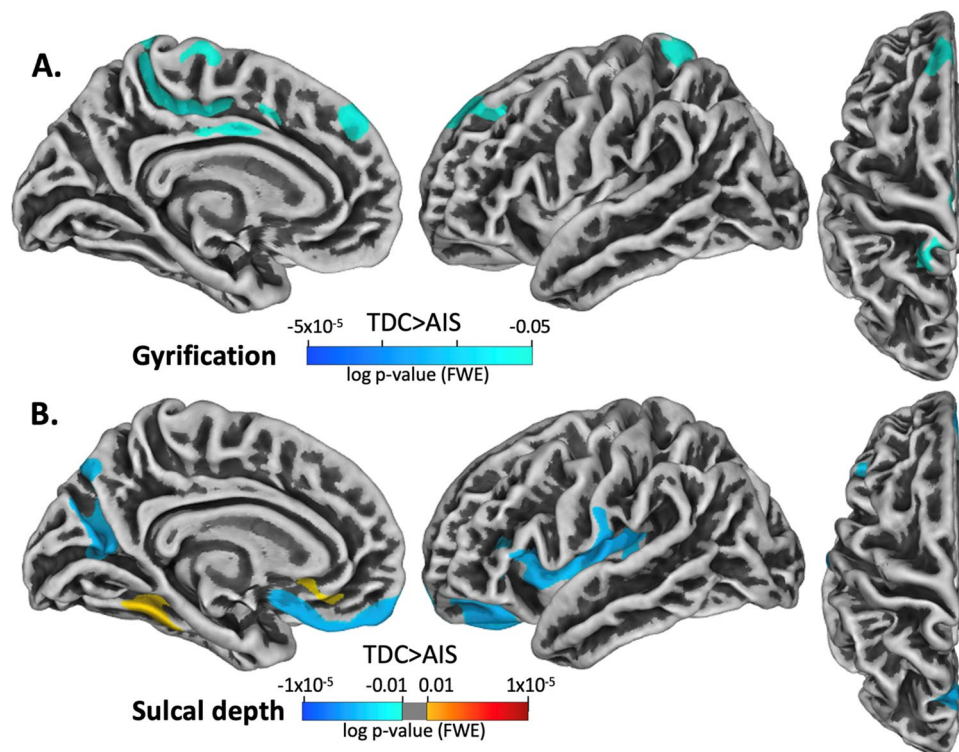 A.
-5x10⁻⁵ TDC>AIS -0.05
Gyrification
log p-value (FWE)
B.
TDC>AIS
-1x10⁻⁵ -0.01 0.01 1x10⁻⁵
Sulcal depth
log p-value (FWE)